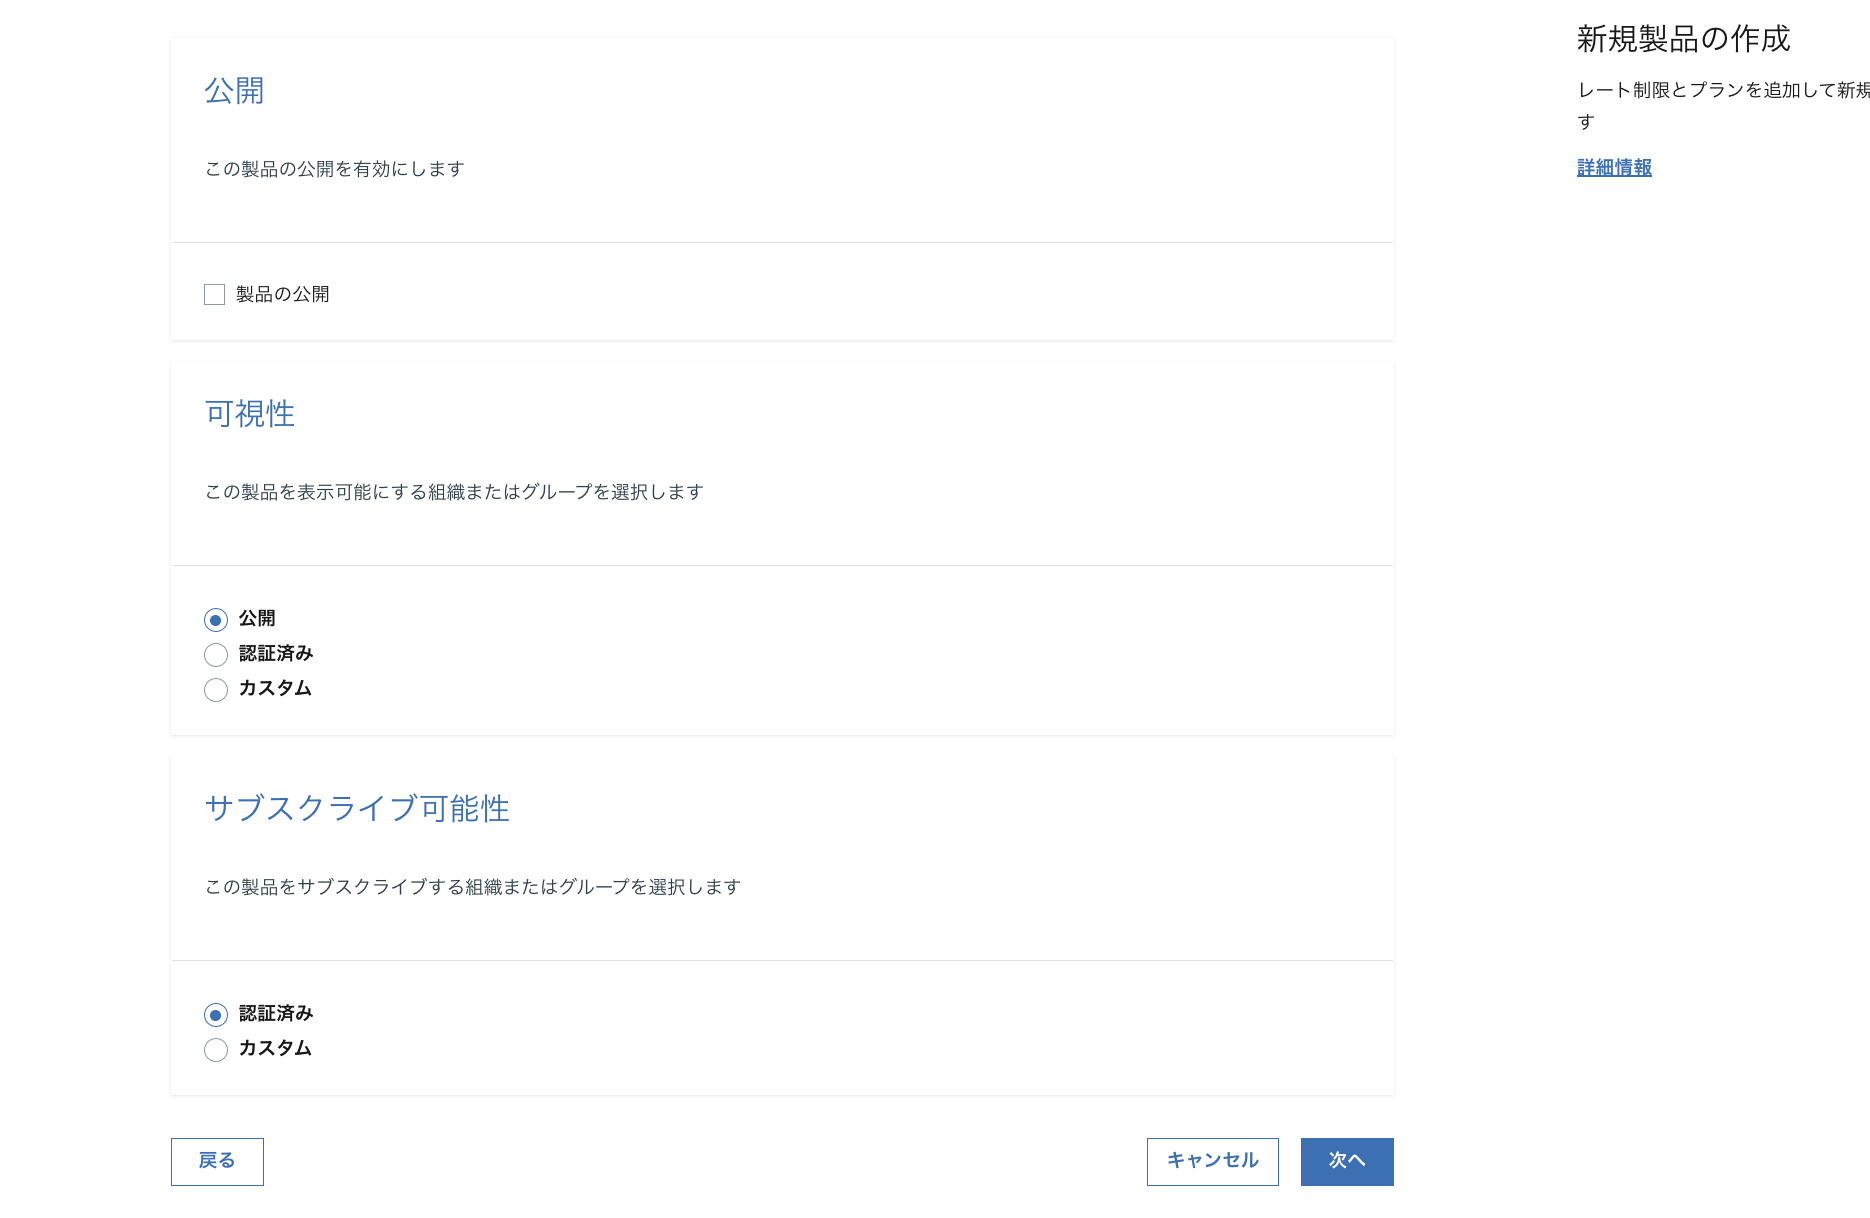 公開
この製品の公開を有効にします
製品の公開
可視性
この製品を表示可能にする組織またはグループを選択します
公開
認証済み
カスタム
サブスクライブ可能性
この製品をサブスクライブする組織またはグループを選択します
認証済み
カスタム
戻る
キャンセル
次へ
新規製品の作成
レート制限とプランを追加して新規
す
詳細情報